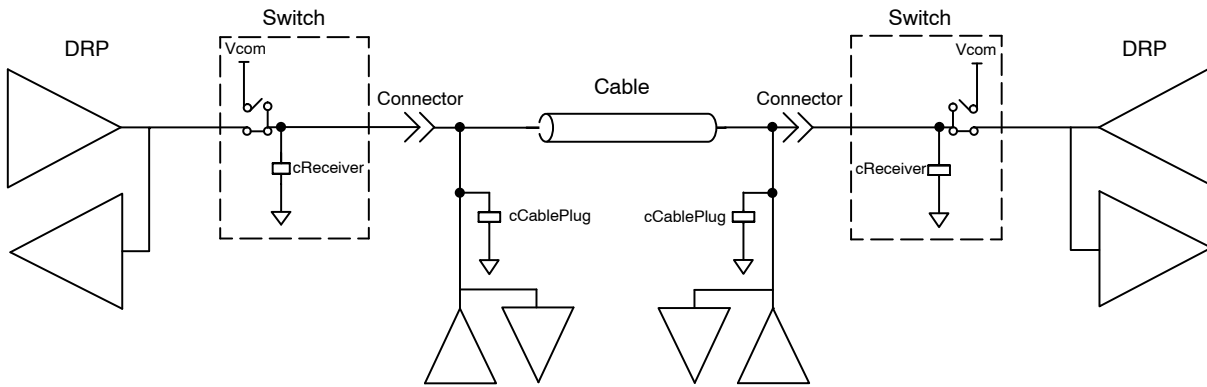 Switch
Switch
DRP
Vcom
Vcom
DRP
Connector
Cable
Connector
cReceiver
cReceiver
cCablePlug
cCablePlug